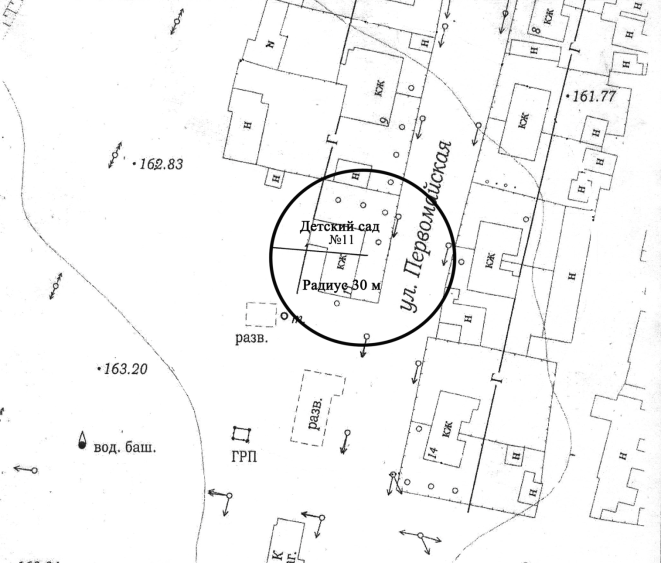 8
КЖ
Н
Г
Н
Н
Н
КЖ
161.77
9
КЖ
Н
Г
Н
162.83
Н
Н
Н
Н
ул. Первомайская
Детский сад
№11
КЖ
Радиус 30 м
КЖ
Н
Н
т.
разв.
163.20
Г
разв.
КЖ
14
вод. баш.
ГРП
Н
Н
Н
К